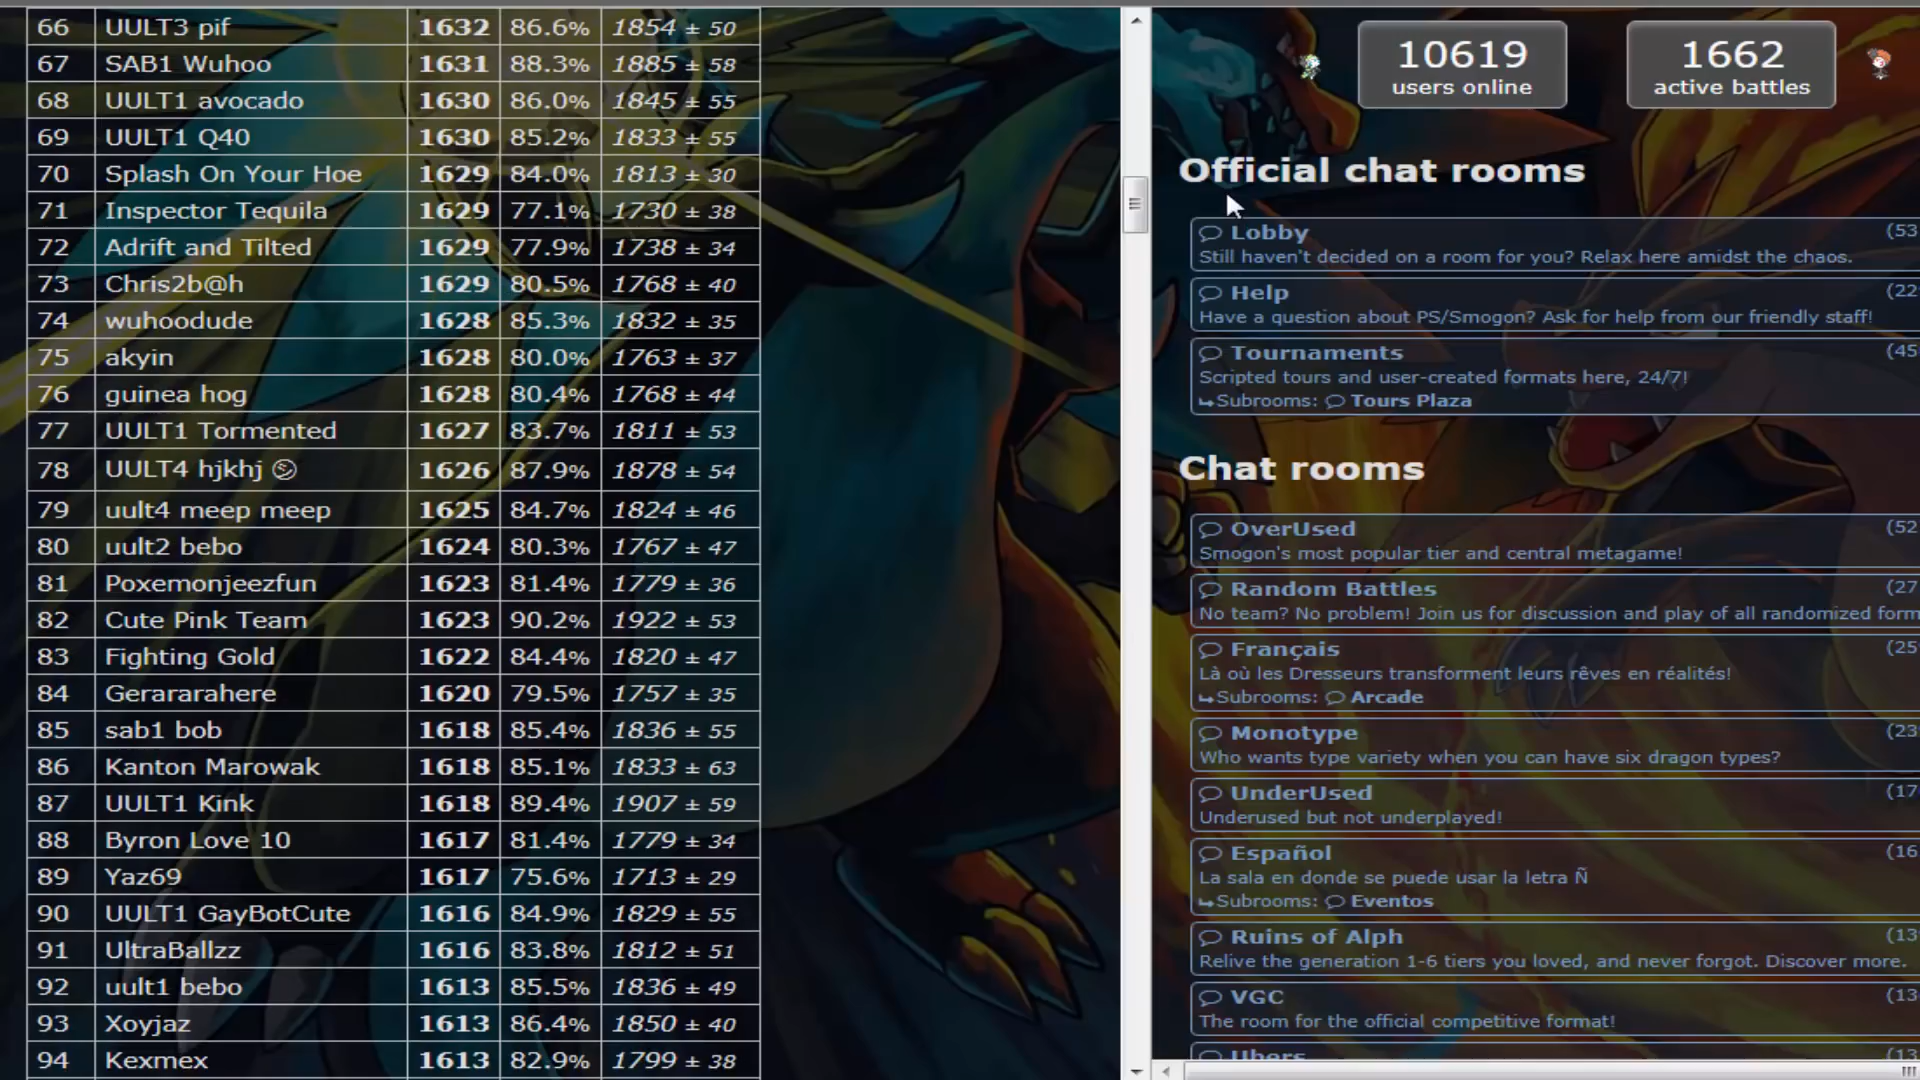 66 UULT3 pif 1632 86.6% 1854 ± 50
67 SAB1 Wuhoo 1631 88.3% 1885 ± 58
68 UULT1 avocado 1630 86.0% 1845 ± 55
69 UULT1 Q40 1630 85.2% 1833 ± 55
70 Splash On Your Hoe 1629 84.0% 1813 ± 30
71 Inspector Tequila 1629 77.1% 1730 ± 38
72 Adrift and Tilted 1629 77.9% 1738 ± 34
73 Chris2b@h 1629 80.5% 1768 ± 40
74 wuhoodude 1628 85.3% 1832 ± 35
75 akyin 1628 80.0% 1763 ± 37
76 guinea hog 1628 80.4% 1768 ± 44
77 UULT1 Tormented 1627 83.7% 1811 ± 53
78 UULT4 hjkhj 1626 87.9% 1878 ± 54
79 uult4 meep meep 1625 84.7% 1824 ± 46
80 uult2 bebo 1624 80.3% 1767 ± 47
81 Poxemonjeezfun 1623 81.4% 1779 ± 36
82 Cute Pink Team 1623 90.2% 1922 ± 53
83 Fighting Gold 1622 84.4% 1820 ± 47
84 Gerararahere 1620 79.5% 1757 ± 35
85 sab1 bob 1618 85.4% 1836 ± 55
86 Kanton Marowak 1618 85.1% 1833 ± 63
87 UULT1 Kink 1618 89.4% 1907 ± 59
88 Byron Love 10 1617 81.4% 1779 ± 34
89 Yaz69 1617 75.6% 1713 ± 29
90 UULT1 GayBotCute 1616 84.9% 1829 ± 55
91 UltraBallzz 1616 83.8% 1812 ± 51
92 uult1 bebo 1613 85.5% 1836 ± 49
93 Xoyjaz 1613 86.4% 1850 ± 40
94 Kexmex 1613 82.9% 1799 ± 38
10619
users online
1662
active battles
Official chat rooms
Lobby (53
Still haven't decided on a room for you? Relax here amidst the chaos.
Help (22
Have a question about PS/Smogon? Ask for help from our friendly staff!
Tournaments (45
Scripted tours and user-created formats here, 24/7!
↳Subrooms: Tours Plaza
Chat rooms
OverUsed (52
Smogon's most popular tier and central metagame!
Random Battles (27
No team? No problem! Join us for discussion and play of all randomized form
Français (25
Là où les Dresseurs transforment leurs rêves en réalités!
↳Subrooms: Arcade
Monotype (23
Who wants type variety when you can have six dragon types?
UnderUsed (17
Underused but not underplayed!
Español (16
La sala en donde se puede usar la letra Ñ
↳Subrooms: Eventos
Ruins of Alph (13
Relive the generation 1-6 tiers you loved, and never forgot. Discover more.
VGC (13
The room for the official competitive format!
Ubers (13